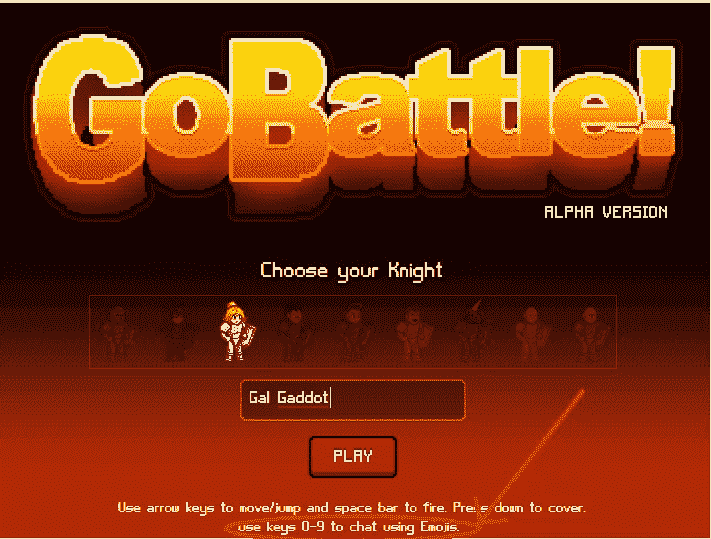 GoBattle!
ALPHA VERSION
Choose your Knight
Gal Gaddot
PLAY
Use arrow keys to move/jump and space bar to fire. Press down to cover.
use keys 0-9 to chat using Emojis.